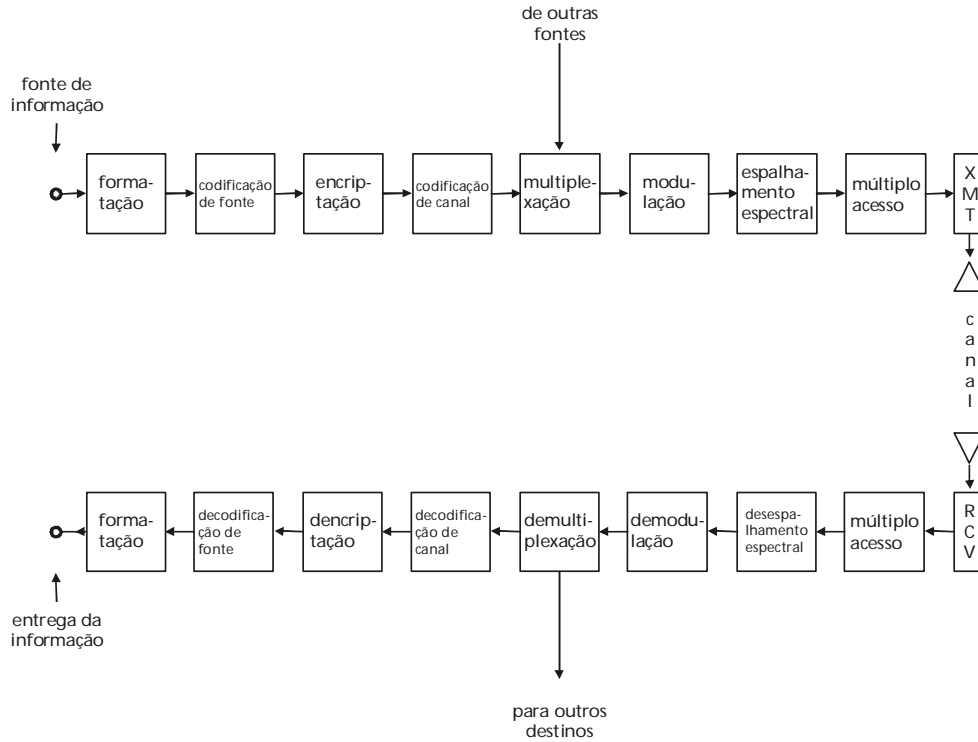 de outras
fontes
fonte de
informação
forma-
tação
codificação
de fonte
encrip-
tação
codificação
de canal
multiple-
xação
modu-
lação
espalha-
mento
espectral
múltiplo
acesso
X
M
T
c
a
n
a
l
forma-
tação
decodifica-
ção de
fonte
dencrip-
tação
decodifica-
ção de
canal
demulti-
plexação
demodu-
lação
desespa-
lhamento
espectral
múltiplo
acesso
R
C
V
entrega da
informação
para outros
destinos